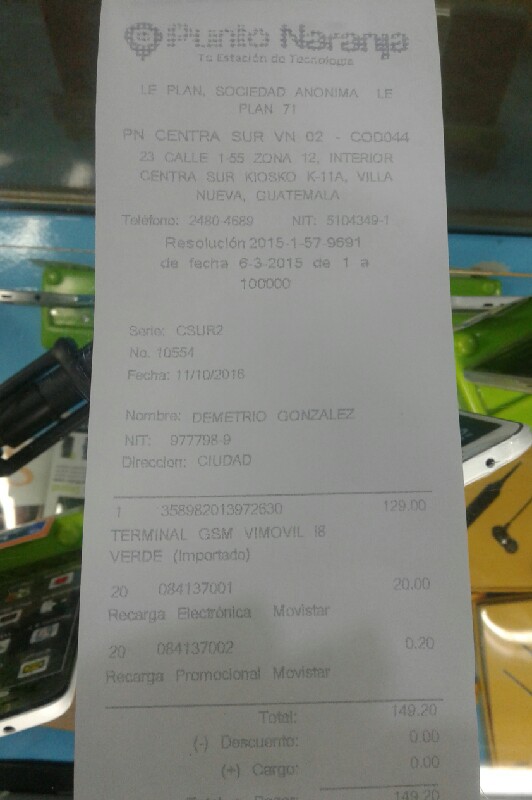 Punto Naranja
Tu Estación de Tecnología
LE PLAN, SOCIEDAD ANONIMA LE
PLAN 71
PN CENTRA SUR VN 02 - COD044
23 CALLE 1-55 ZONA 12, INTERIOR
CENTRA SUR KIOSKO K-11A, VILLA
NUEVA, GUATEMALA
Teléfono: 2480-4689 NIT: 5104349-1
Resolución 2015-1-57-9691
de fecha 6-3-2015 de 1 a
100000
Serie: CSUR2
No. 10554
Fecha: 11/10/2016
Nombre: DEMETRIO GONZALEZ
NIT: 977798-9
Direccion: CIUDAD
1 358982013972630 129.00
TERMINAL GSM VIMOVIL I8
VERDE (Importado)
20 084137001 20.00
Recarga Electrónica Movistar
20 084137002 0.20
Recarga Promocional Movistar
Total: 149.20
(-) Descuento: 0.00
(+) Cargo: 0.00
149.20